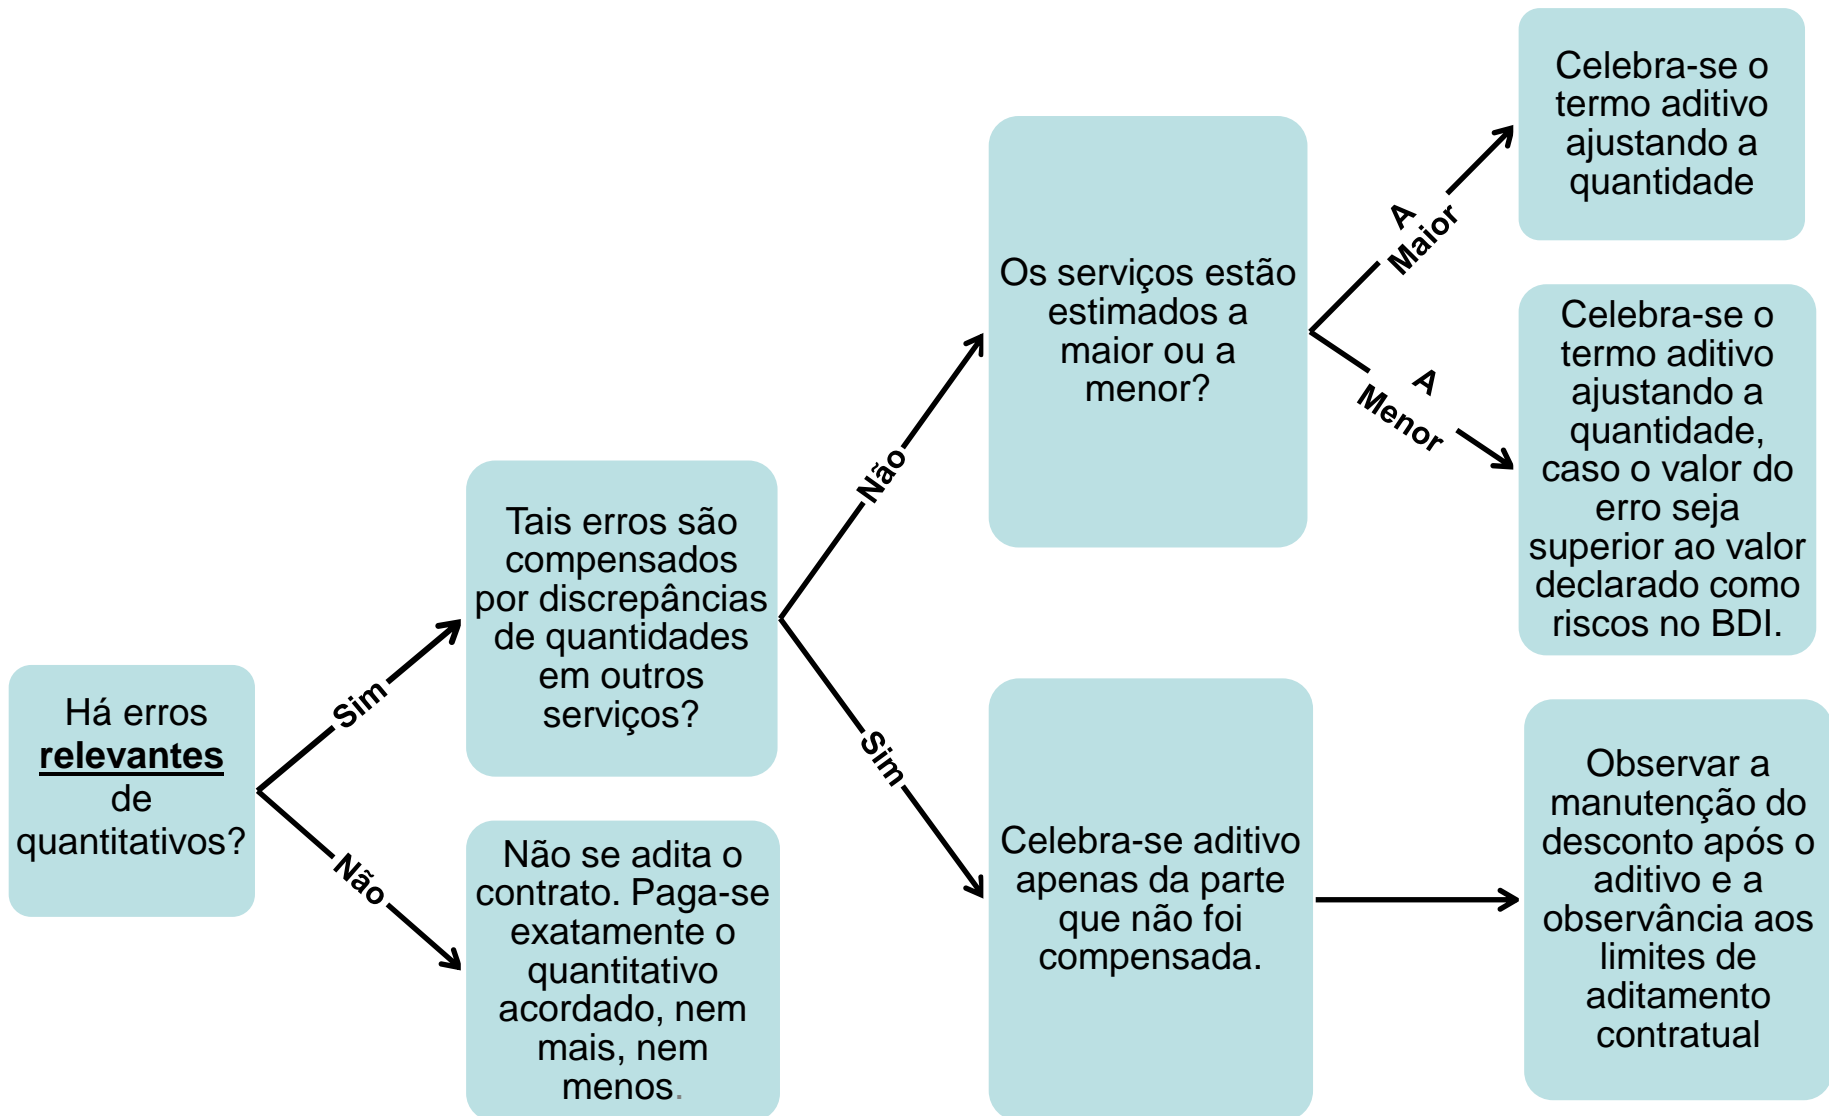 Há erros
relevantes
de
quantitativos?
Sim
Não
Tais erros são
compensados
por discrepâncias
de quantidades
em outros
serviços?
Não se adita o
contrato. Paga-se
exatamente o
quantitativo
acordado, nem
mais, nem
menos.
Não
Sim
Os serviços estão
estimados a
maior ou a
menor?
Celebra-se aditivo
apenas da parte
que não foi
compensada.
A
Maior
A
Menor
Celebra-se o
termo aditivo
ajustando a
quantidade
Celebra-se o
termo aditivo
ajustando a
quantidade,
caso o valor do
erro seja
superior ao valor
declarado como
riscos no BDI.
Observar a
manutenção do
desconto após o
aditivo e a
observância aos
limites de
aditamento
contratual